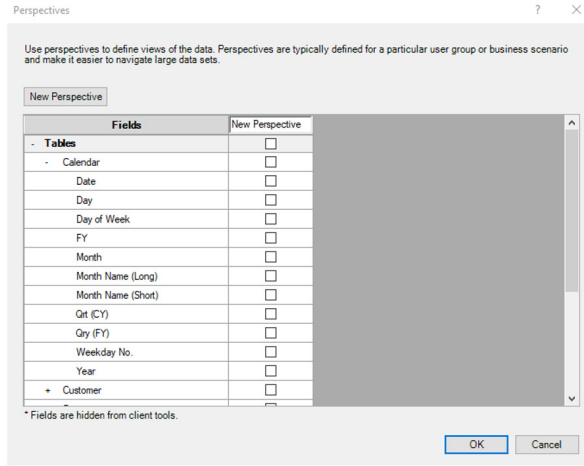 Perspectives
?
Use perspectives to define views of the data. Perspectives are typically defined for a particular user group or business scenario
and make it easier to navigate large data sets.
New Perspective
Fields New Perspective
- Tables
- Calendar
Date
Day
Day of Week
FY
Month
Month Name (Long)
Month Name (Short)
Qrt (CY)
Qry (FY)
Weekday No.
Year
+ Customer
* Fields are hidden from client tools.
OK Cancel